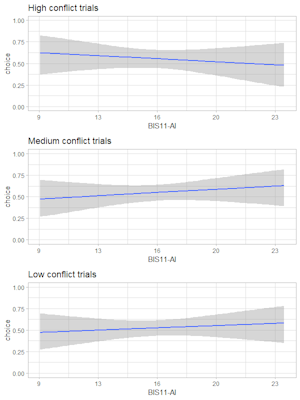 High conflict trials
1.00
0.75
0.50
0.25
0.00
choice
9 13 16 20 23
BIS11-AI
Medium conflict trials
1.00
0.75
0.50
0.25
0.00
choice
9 13 16 20 23
BIS11-AI
Low conflict trials
1.00
0.75
0.50
0.25
0.00
choice
9 13 16 20 23
BIS11-AI